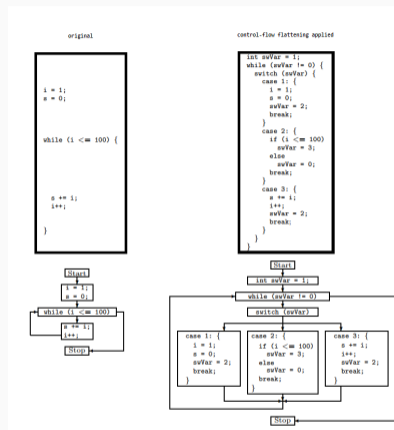 original
i = 1;
s = 0;
while (i <= 100) {
s += i;
i++;
}
control-flow flattening applied
int swVar = 1;
while (swVar != 0) {
switch (swVar) {
case 1: {
i = 1;
s = 0;
swVar = 2;
break;
}
case 2: {
if (i <= 100)
swVar = 3;
else
swVar = 0;
break;
}
case 3: {
s += i;
i++;
swVar = 2;
break;
}
}
}
Start
i = 1;
s = 0;
while (i <= 100)
s += i;
i++;
Stop
Start
int swVar = 1;
while (swVar != 0)
switch (swVar)
case 1: {
i = 1;
s = 0;
swVar = 2;
break;
}
case 2: {
if (i <= 100)
swVar = 3;
else
swVar = 0;
break;
}
case 3: {
s += i;
i++;
swVar = 2;
break;
}
Stop